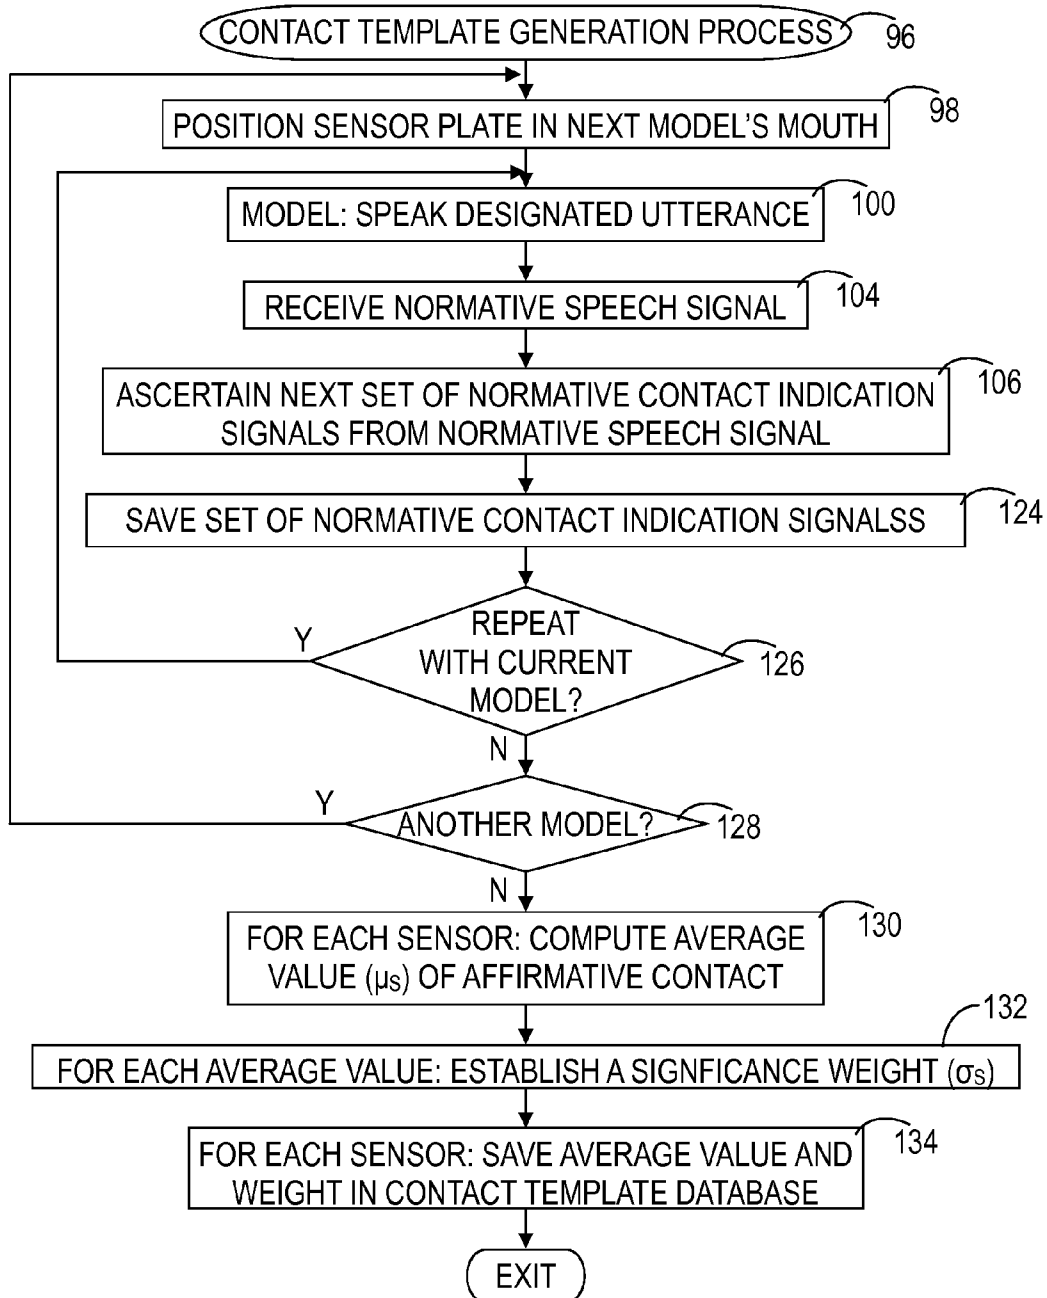 CONTACT TEMPLATE GENERATION PROCESS
96
POSITION SENSOR PLATE IN NEXT MODEL'S MOUTH
98
MODEL: SPEAK DESIGNATED UTTERANCE
100
RECEIVE NORMATIVE SPEECH SIGNAL
104
ASCERTAIN NEXT SET OF NORMATIVE CONTACT INDICATION
SIGNALS FROM NORMATIVE SPEECH SIGNAL
106
SAVE SET OF NORMATIVE CONTACT INDICATION SIGNALSS
124
REPEAT
WITH CURRENT
MODEL?
126
Y
N
ANOTHER MODEL?
128
Y
N
FOR EACH SENSOR: COMPUTE AVERAGE
VALUE (μs) OF AFFIRMATIVE CONTACT
130
FOR EACH AVERAGE VALUE: ESTABLISH A SIGNFICANCE WEIGHT (σs)
132
FOR EACH SENSOR: SAVE AVERAGE VALUE AND
WEIGHT IN CONTACT TEMPLATE DATABASE
134
EXIT